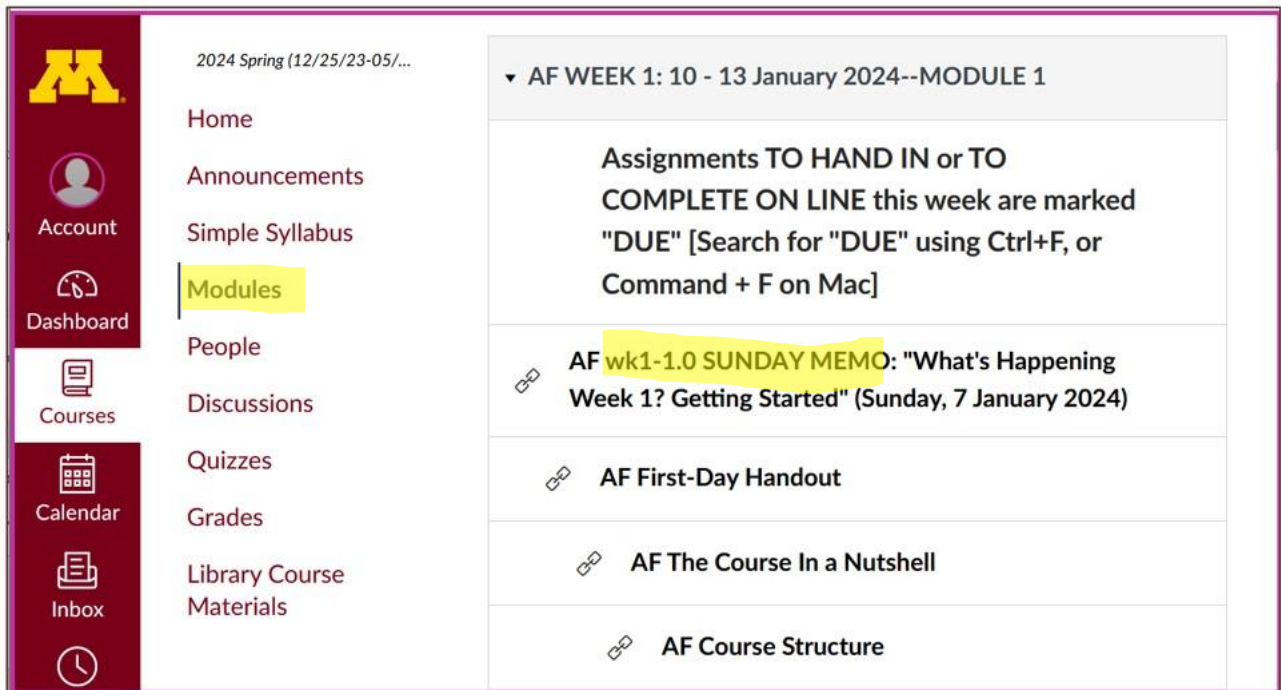 M
Account
Dashboard
Courses
Calendar
Inbox
2024 Spring (12/25/23-05/...
Home
Announcements
Simple Syllabus
Modules
People
Discussions
Quizzes
Grades
Library Course
Materials
AF WEEK 1: 10 - 13 January 2024--MODULE 1
Assignments TO HAND IN or TO
COMPLETE ON LINE this week are marked
"DUE" [Search for "DUE" using Ctrl+F, or
Command + F on Mac]
AF wk1-1.0 SUNDAY MEMO: "What's Happening
Week 1? Getting Started" (Sunday, 7 January 2024)
AF First-Day Handout
AF The Course In a Nutshell
AF Course Structure